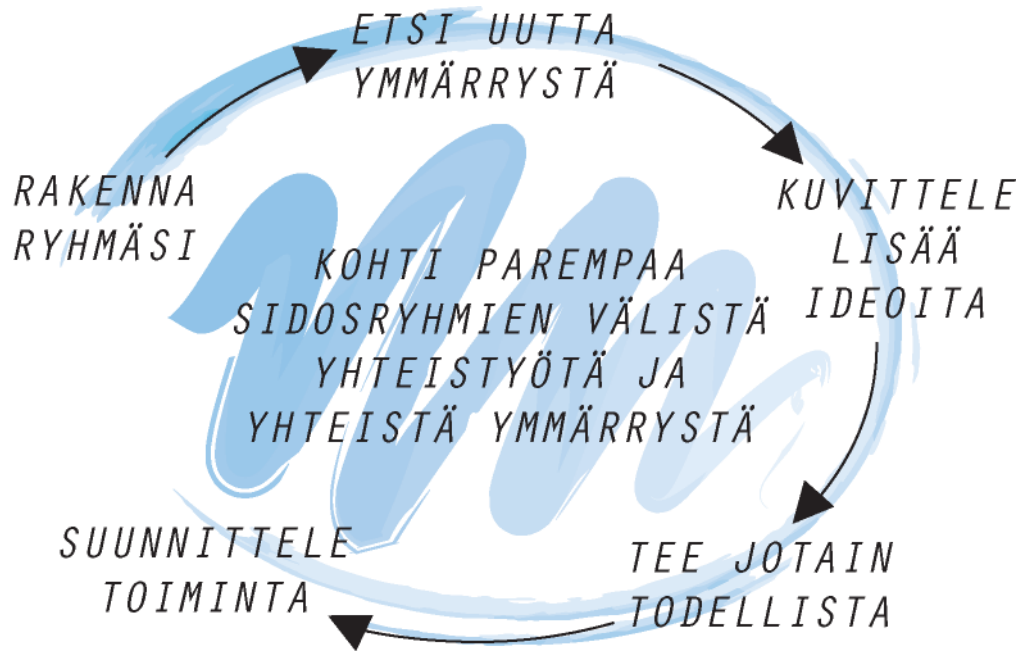 ETSI UUTTA
YMMÄRRYSTÄ
RAKENNA
RYHMÄSI
KUVITTELE
LISÄÄ
IDEOITA
KOHTI PAREMPAA
SIDOSRYHMIEN VÄLISTÄ
YHTEISTYÖTÄ JA
YHTEISTÄ YMMÄRRYSTÄ
SUUNNITTELE
TOIMINTA
TEE JOTAIN
TODELLISTA